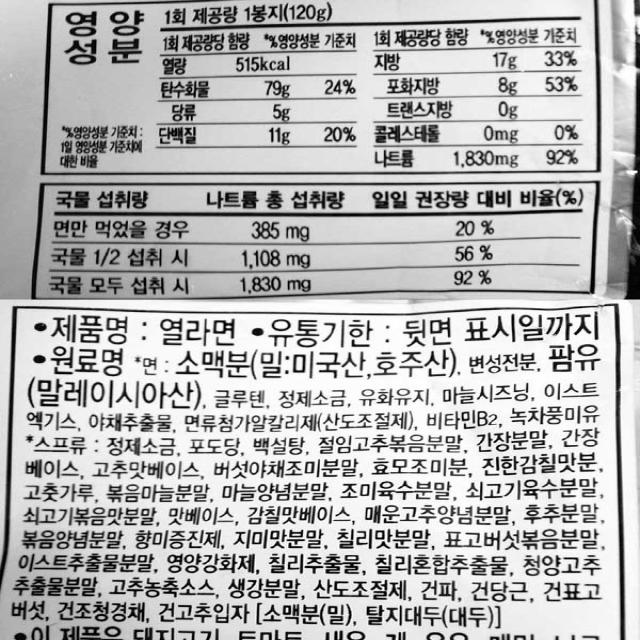 영양
성분
1회 제공량 1봉지(120g)
1회 제공량당 함량 *%영양성분 기준치 1회 제공량당 함량 *%영양성분 기준치
열량 515kcal 지방 17g 33%
탄수화물 79g 24% 포화지방 8g 53%
당류 5g 트랜스지방 0g
단백질 11g 20% 콜레스테롤 0mg 0%
나트륨 1,830mg 92%
*%영양성분 기준치 :
1일 영양성분 기준치에
대한 비율
국물 섭취량 나트륨 총 섭취량 일일 권장량 대비 비율(%)
면만 먹었을 경우 385 mg 20 %
국물 1/2 섭취 시 1,108 mg 56 %
국물 모두 섭취 시 1,830 mg 92 %
•제품명 : 열라면 •유통기한 : 뒷면 표시일까지
•원료명 *면 : 소맥분(밀:미국산,호주산), 변성전분, 팜유
(말레이시아산), 글루텐, 정제소금, 유화유지, 마늘시즈닝, 이스트
엑기스, 야채추출물, 면류첨가알칼리제(산도조절제), 비타민B2, 녹차풍미유
*스프류 : 정제소금, 포도당, 백설탕, 절임고추볶음분말, 간장분말, 간장
베이스, 고추맛베이스, 버섯야채조미분말, 효모조미분, 진한감칠맛분,
고춧가루, 볶음마늘분말, 마늘양념분말, 조미육수분말, 쇠고기육수분말,
쇠고기볶음맛분말, 맛베이스, 감칠맛베이스, 매운고추양념분말, 후추분말,
볶음양념분말, 향미증진제, 지미맛분말, 칠리맛분말, 표고버섯볶음분말,
이스트추출물분말, 영양강화제, 칠리추출물, 칠리혼합추출물, 청양고추
추출물분말, 고추농축소스, 생강분말, 산도조절제, 건파, 건당근, 건표고
버섯, 건조청경채, 건고추입자 [소맥분(밀), 탈지대두(대두)]
•이 제품은 돼지고기, 토마토, 새우, 게, 우유,